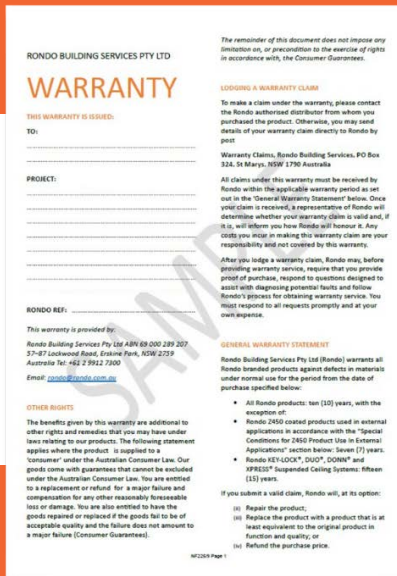 RONDO BUILDING SERVICES PTY LTD
WARRANTY
THIS WARRANTY IS ISSUED:
TO:
PROJECT:
RONDO REF:
This warranty is provided by:
Rondo Building Services Pty Ltd ABN 69 000 289 207
57–87 Lockwood Road, Erskine Park, NSW 2759
Australia Tel: +61 2 9912 7300
Email: rondo@rondo.com.au
OTHER RIGHTS
The benefits given by this warranty are additional to
other rights and remedies that you may have under
laws relating to our products. The following statement
applies where the product is supplied to a
'consumer' under the Australian Consumer Law. Our
goods come with guarantees that cannot be excluded
under the Australian Consumer Law. You are entitled
to a replacement or refund for a major failure and
compensation for any other reasonably foreseeable
loss or damage. You are also entitled to have the
goods repaired or replaced if the goods fail to be of
acceptable quality and the failure does not amount to
a major failure (Consumer Guarantees).
The remainder of this document does not impose any
limitation on, or precondition to the exercise of rights
in accordance with, the Consumer Guarantees.
LODGING A WARRANTY CLAIM
To make a claim under the warranty, please contact
the Rondo authorised distributor from whom you
purchased the product. Otherwise, you may send
details of your warranty claim directly to Rondo by
post
Warranty Claims, Rondo Building Services, PO Box
324, St Marys, NSW 1790 Australia
All claims under this warranty must be received by
Rondo within the applicable warranty period as set
out in the 'General Warranty Statement' below. Once
your claim is received, a representative of Rondo will
determine whether your warranty claim is valid and, if
it is, will inform you how Rondo will honour it. Any
costs you incur in making this warranty claim are your
responsibility and not covered by this warranty.
After you lodge a warranty claim, Rondo may, before
providing warranty service, require that you provide
proof of purchase, respond to questions designed to
assist with diagnosing potential faults and follow
Rondo's process for obtaining warranty service. You
must respond to all requests promptly and at your
own expense.
GENERAL WARRANTY STATEMENT
Rondo Building Services Pty Ltd (Rondo) warrants all
Rondo branded products against defects in materials
under normal use for the period from the date of
purchase specified below:
• All Rondo products: ten (10) years, with the
exception of:
• Rondo Z450 coated products used in external
applications in accordance with the "Special
Conditions for Z450 Product Use in External
Applications" section below: Seven (7) years.
• Rondo KEY-LOCK®, DUO®, DONN® and
XPRESS® Suspended Ceiling Systems: fifteen
(15) years.
If you submit a valid claim, Rondo will, at its option:
(i) Repair the product;
(ii) Replace the product with a product that is at
least equivalent to the original product in
function and quality; or
(iv) Refund the purchase price.
Page 1
SAMPLE